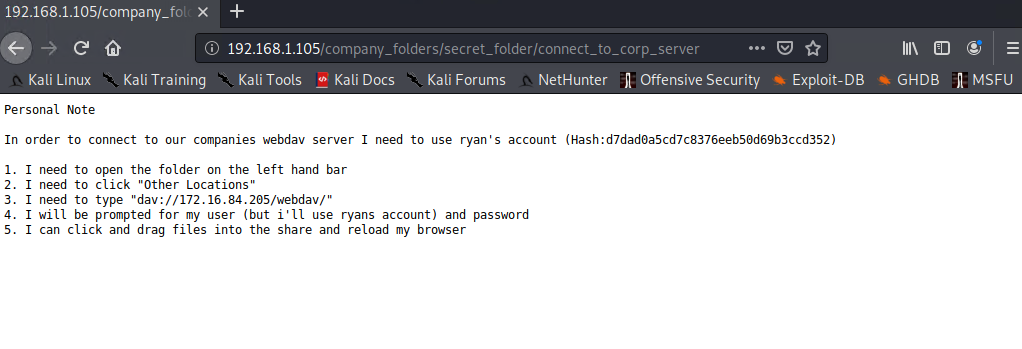 192.168.1.105/company_fol
192.168.1.105/company_folders/secret_folder/connect_to_corp_server
Kali Linux Kali Training Kali Tools Kali Docs Kali Forums NetHunter Offensive Security Exploit-DB GHDB MSFU
Personal Note
In order to connect to our companies webdav server I need to use ryan's account (Hash:d7dad0a5cd7c8376eeb50d69b3ccd352)
1. I need to open the folder on the left hand bar
2. I need to click "Other Locations"
3. I need to type "dav://172.16.84.205/webdav/"
4. I will be prompted for my user (but i'll use ryans account) and password
5. I can click and drag files into the share and reload my browser